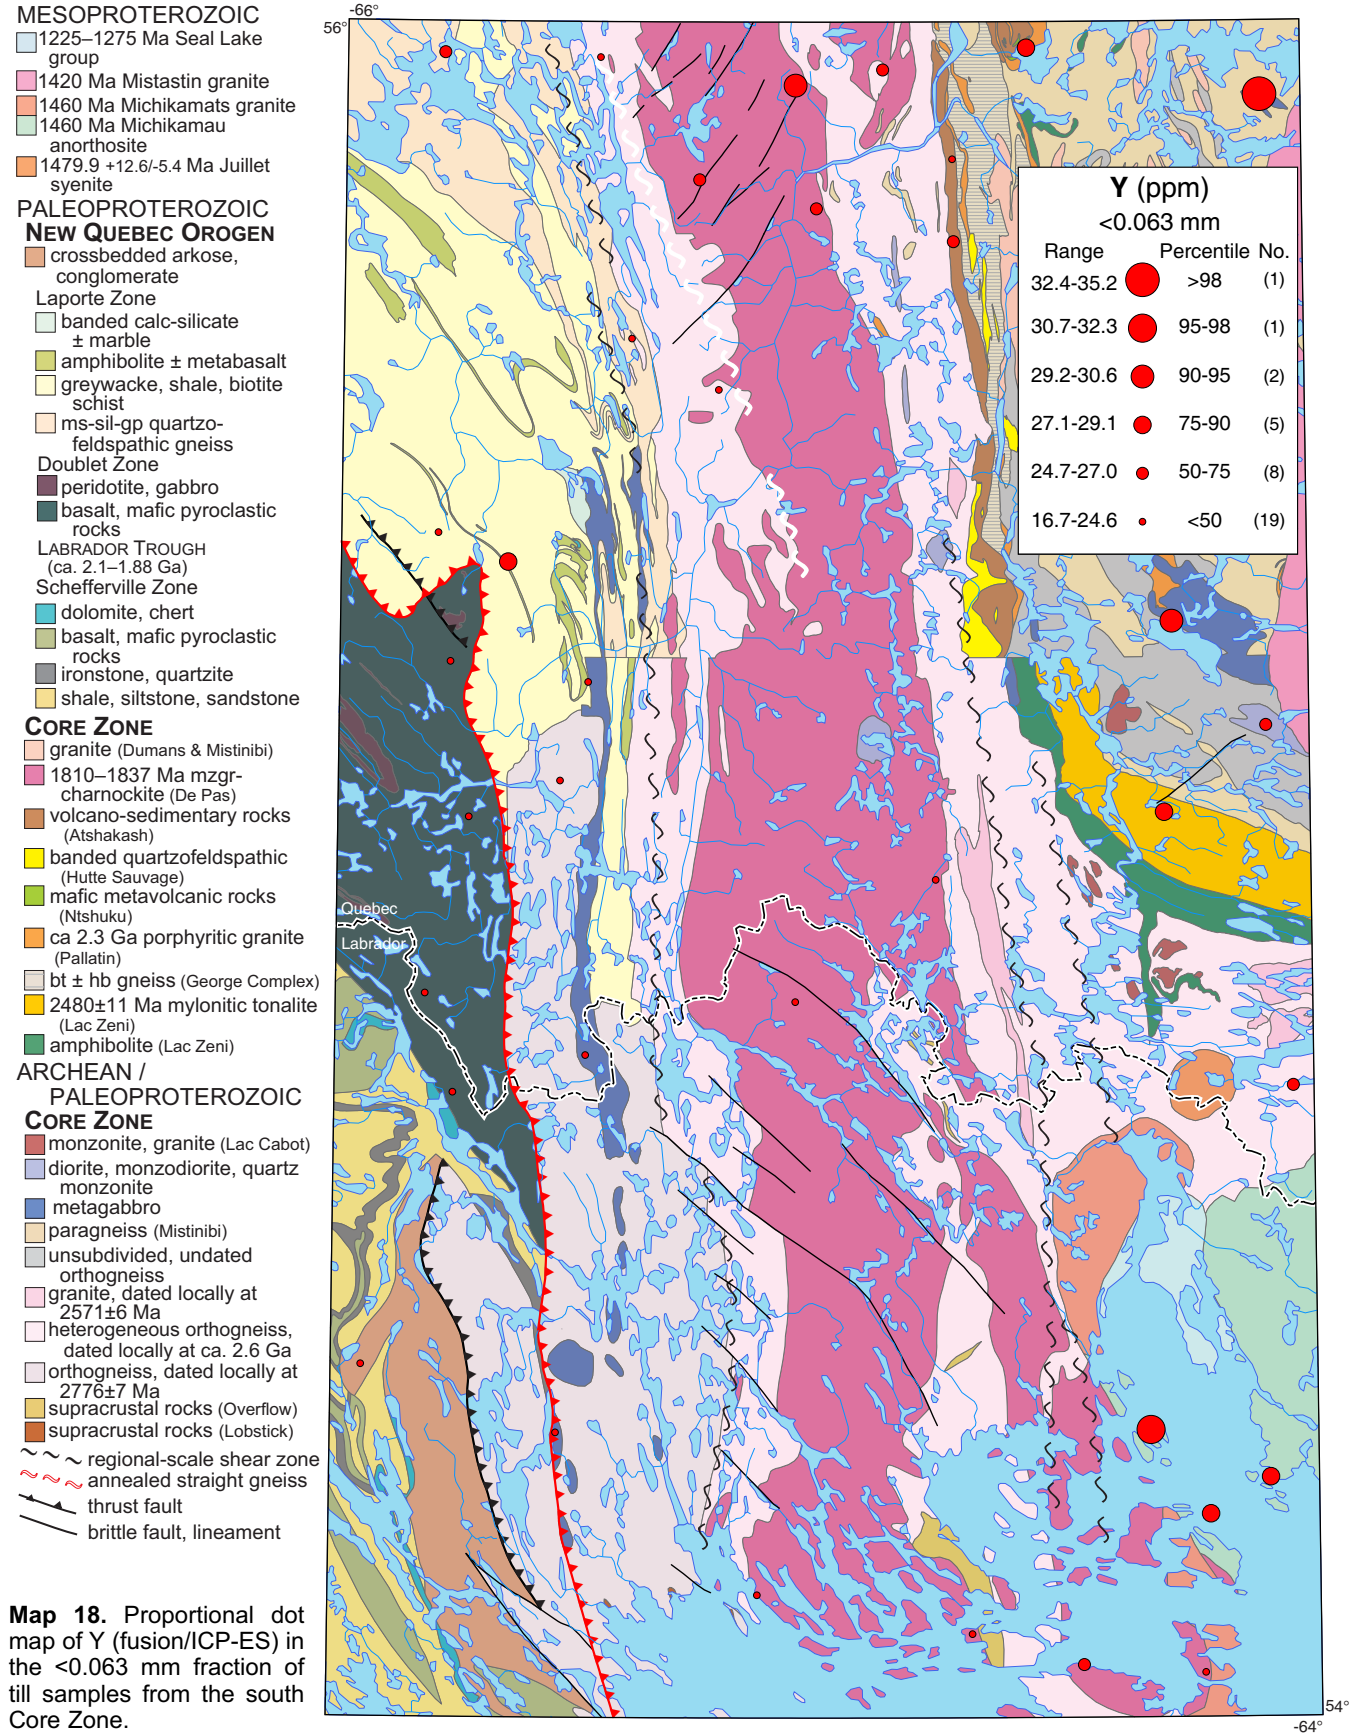 MESOPROTEROZOIC
1225–1275 Ma Seal Lake
group
1420 Ma Mistastin granite
1460 Ma Michikamats granite
1460 Ma Michikamau
anorthosite
1479.9 +12.6/-5.4 Ma Juillet
syenite
PALEOPROTEROZOIC
NEW QUEBEC OROGEN
crossbedded arkose,
conglomerate
Laporte Zone
banded calc-silicate
± marble
amphibolite ± metabasalt
greywacke, shale, biotite
schist
ms-sil-gp quartzo-
feldspathic gneiss
Doublet Zone
peridotite, gabbro
basalt, mafic pyroclastic
rocks
LABRADOR TROUGH
(ca. 2.1–1.88 Ga)
Schefferville Zone
dolomite, chert
basalt, mafic pyroclastic
rocks
ironstone, quartzite
shale, siltstone, sandstone
CORE ZONE
granite (Dumans & Mistinibi)
1810–1837 Ma mzgr-
charnockite (De Pas)
volcano-sedimentary rocks
(Atshakash)
banded quartzofeldspathic
(Hutte Sauvage)
mafic metavolcanic rocks
(Ntshuku)
ca 2.3 Ga porphyritic granite
(Pallatin)
bt ± hb gneiss (George Complex)
2480±11 Ma mylonitic tonalite
(Lac Zeni)
amphibolite (Lac Zeni)
ARCHEAN /
PALEOPROTEROZOIC
CORE ZONE
monzonite, granite (Lac Cabot)
diorite, monzodiorite, quartz
monzonite
metagabbro
paragneiss (Mistinibi)
unsubdivided, undated
orthogneiss
granite, dated locally at
2571±6 Ma
heterogeneous orthogneiss,
dated locally at ca. 2.6 Ga
orthogneiss, dated locally at
2776±7 Ma
supracrustal rocks (Overflow)
supracrustal rocks (Lobstick)
regional-scale shear zone
annealed straight gneiss
thrust fault
brittle fault, lineament
Map 18. Proportional dot
map of Y (fusion/ICP-ES) in
the <0.063 mm fraction of
till samples from the south
Core Zone.
-66°
56°
Y (ppm)
<0.063 mm
Range Percentile No.
32.4-35.2 >98 (1)
30.7-32.3 95-98 (1)
29.2-30.6 90-95 (2)
27.1-29.1 75-90 (5)
24.7-27.0 50-75 (8)
16.7-24.6 <50 (19)
Quebec
Labrador
54°
-64°